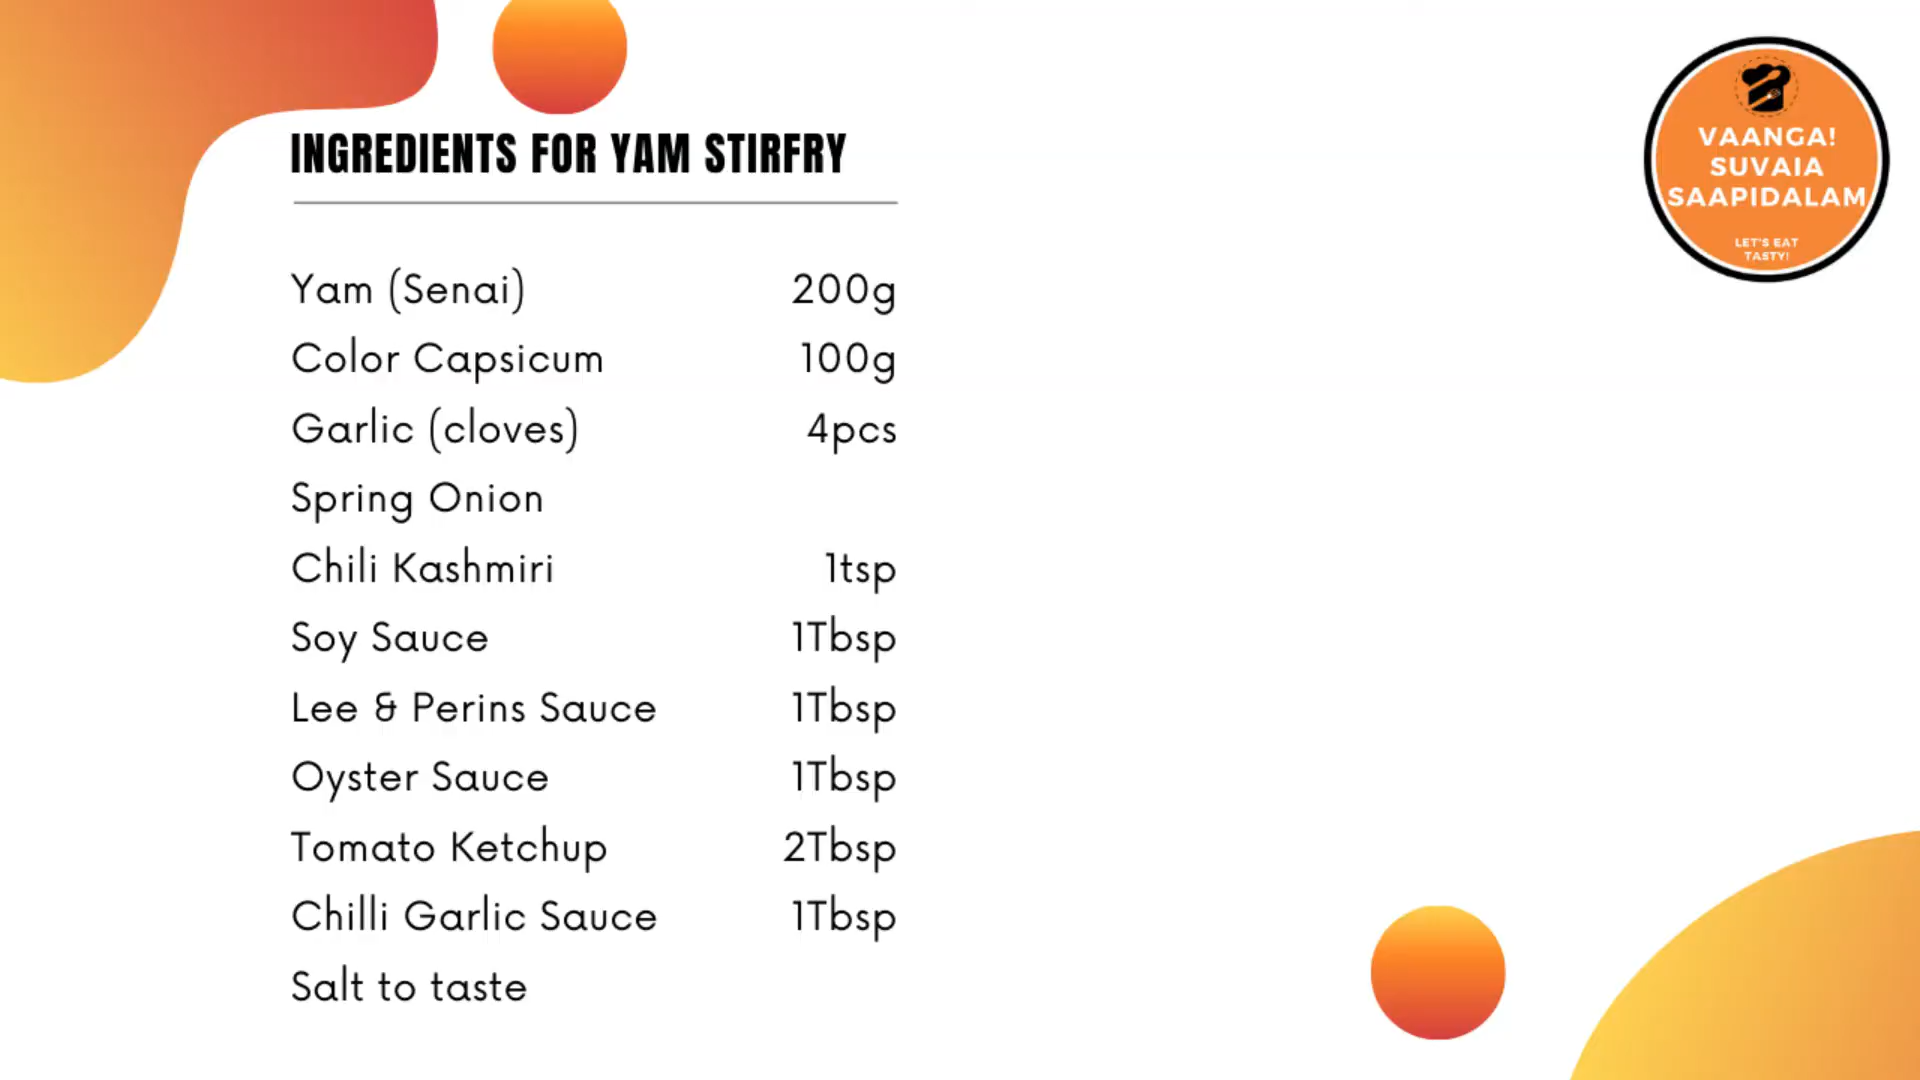 INGREDIENTS FOR YAM STIRFRY
Yam (Senai) 200g
Color Capsicum 100g
Garlic (cloves) 4pcs
Spring Onion
Chili Kashmiri 1tsp
Soy Sauce 1Tbsp
Lee & Perins Sauce 1Tbsp
Oyster Sauce 1Tbsp
Tomato Ketchup 2Tbsp
Chilli Garlic Sauce 1Tbsp
Salt to taste
VAANGA!
SUVAIA
SAAPIDALAM
LET'S EAT
TASTY!